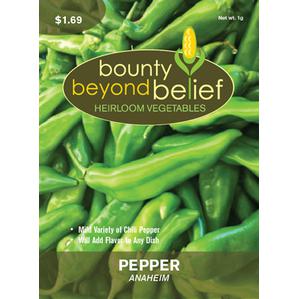 $1.69
Net wt. 1g
bounty
beyond belief
HEIRLOOM VEGETABLES
• Mild Variety of Chili Pepper
• Will Add Flavor to Any Dish
PEPPER
ANAHEIM